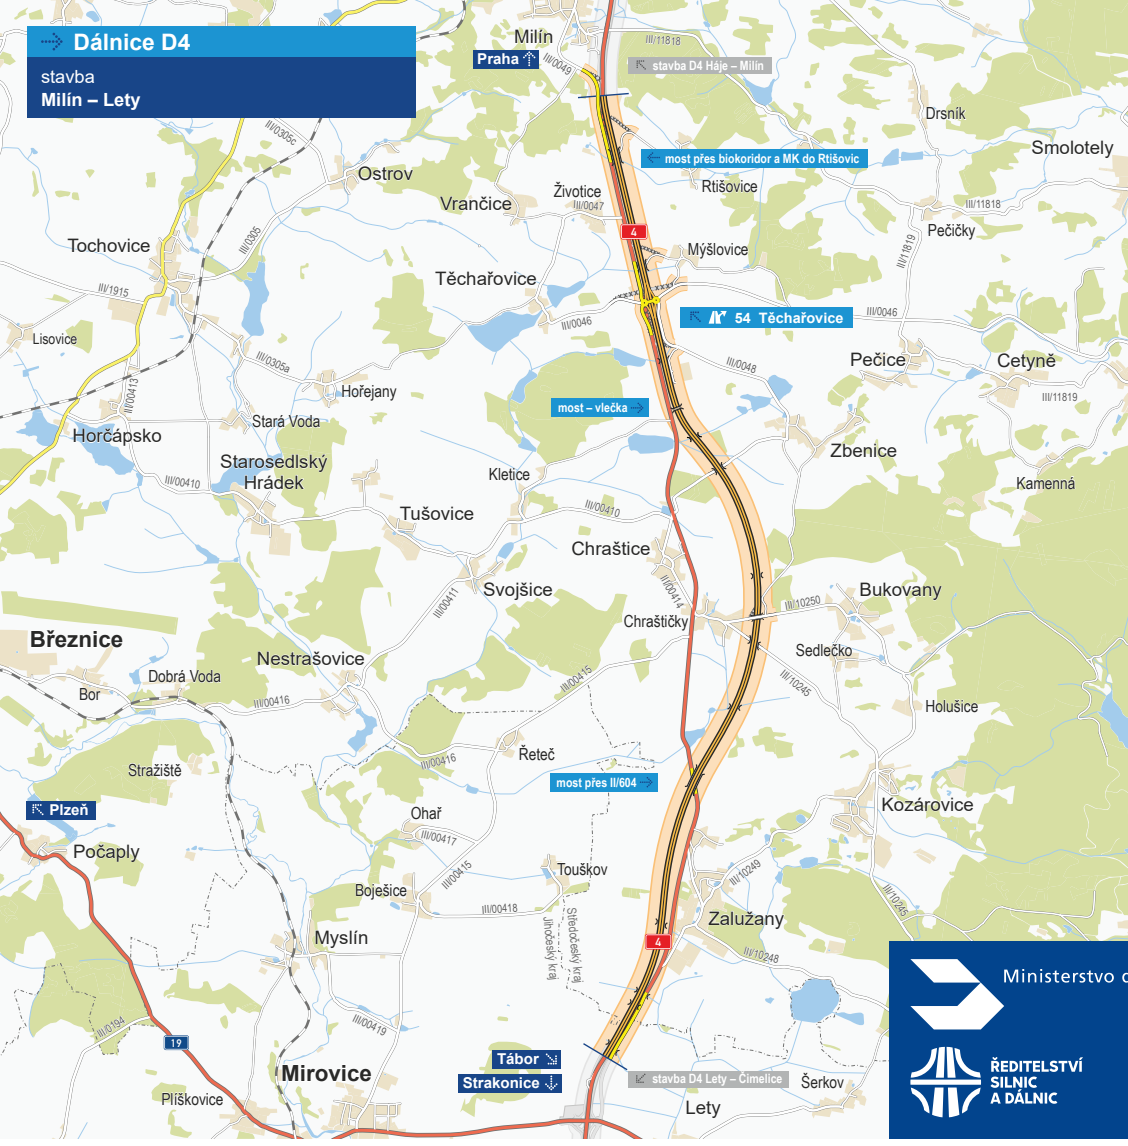 Dálnice D4
stavba
Milín – Lety
Milín
Praha
III/0049
III/11818
stavba D4 Háje – Milín
Drsník
Smolotely
III/0305c
Ostrov
most přes biokoridor a MK do Rtišovic
Rtišovice
Životice
III/0047
Vrančice
III/11818
Pečičky
III/11819
4
III/0305
Tochovice
Mýšlovice
Těchařovice
III/1915
III/0046
54 Těchařovice
III/0046
Lisovice
III/0305a
III/0048
Pečice
Cetyně
III/00413
Hořejany
III/11819
most – vlečka
Stará Voda
Horčápsko
Zbenice
Starosedlský
Hrádek
III/00410
Kletice
Kamenná
Tušovice
III/00410
Chraštice
Svojšice
III/00411
III/00414
III/10250
Bukovany
Chraštičky
Březnice
Sedlečko
Nestrašovice
III/00415
III/10245
Dobrá Voda
Bor
III/00416
Holušice
Řeteč
III/00416
Stražiště
most přes II/604
Plzeň
Kozárovice
Ohař
III/00417
Počaply
III/00415
Touškov
III/10249
Boješice
III/10245
III/00418
Středočeský kraj
Jihočeský kraj
Zalužany
Myslín
4
III/10248
Ministerstvo d
III/0194
III/00419
19
Tábor
Strakonice
Mirovice
stavba D4 Lety – Čimelice
Šerkov
Plíškovice
Lety
ŘEDITELSTVÍ
SILNIC
A DÁLNIC